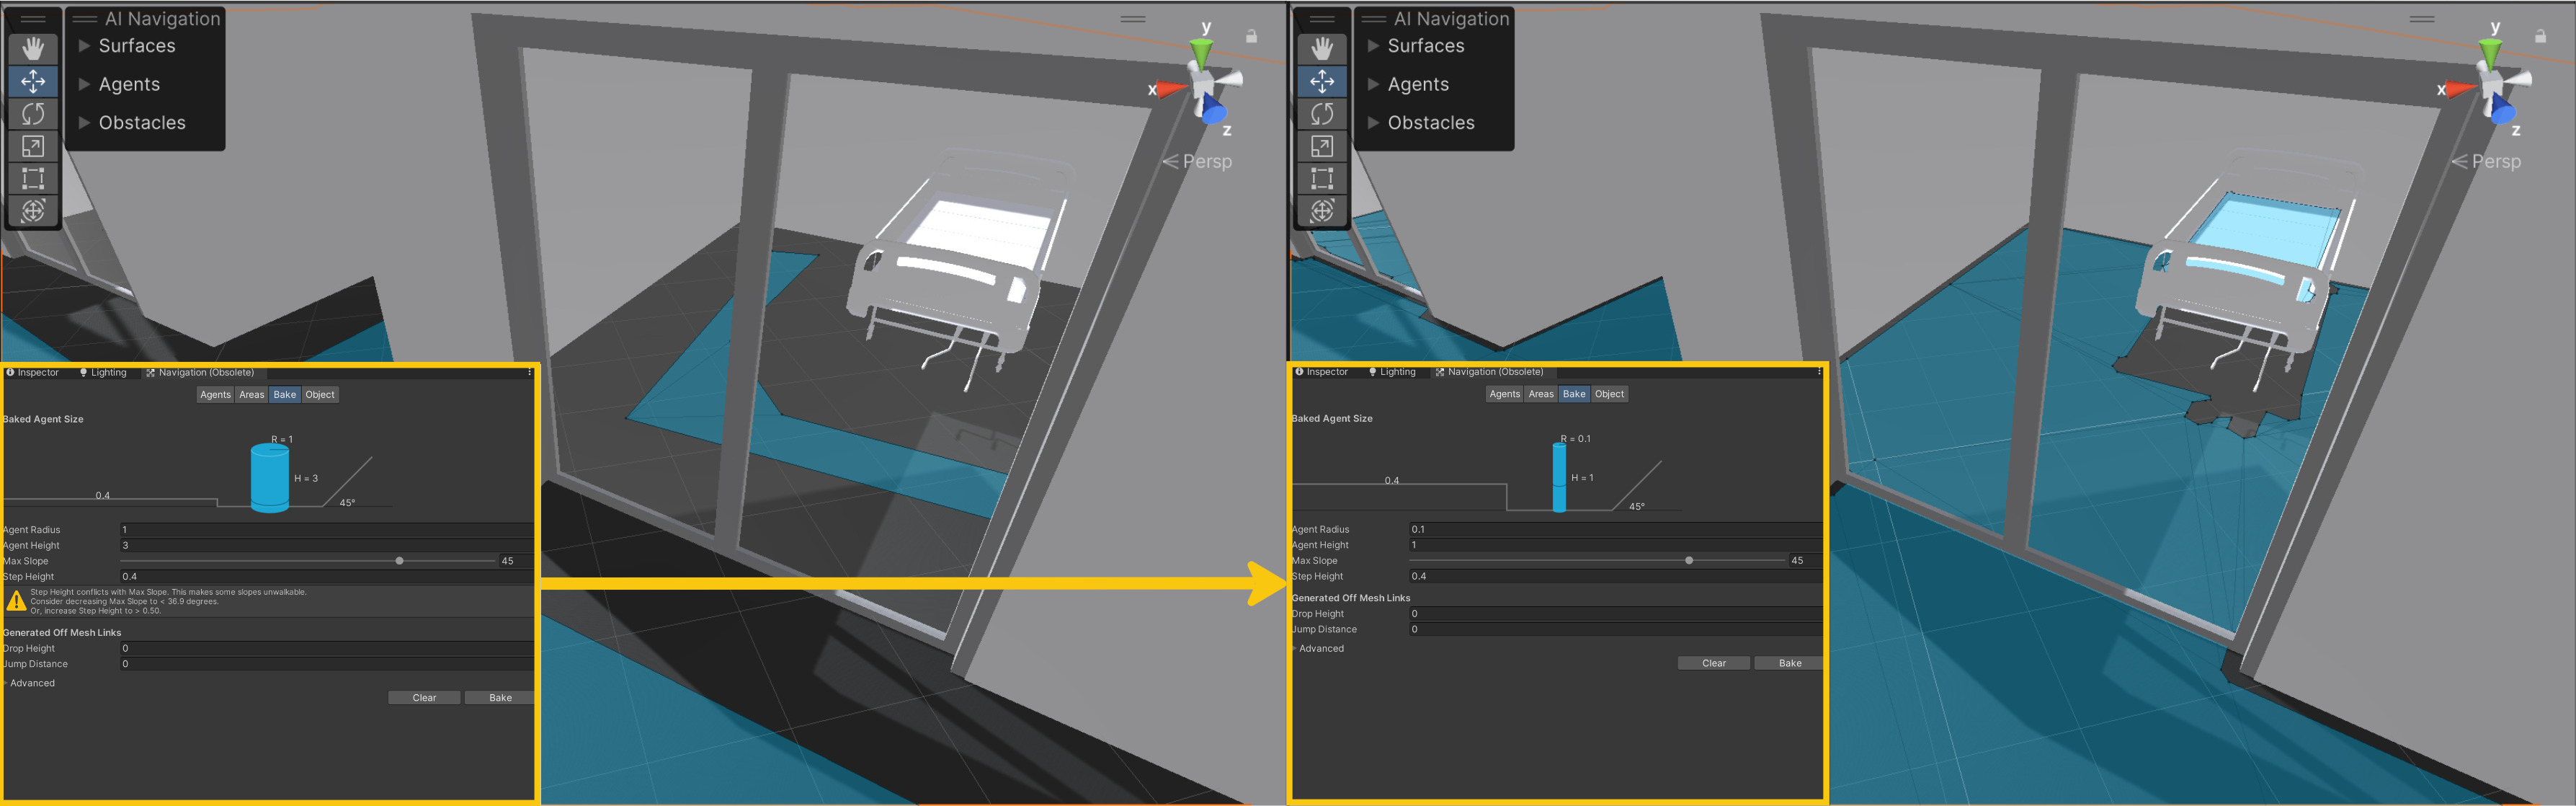 AI Navigation
Surfaces
Agents
Obstacles
y
x
z
Persp
Inspector Lighting Navigation (Obsolete)
Agents Areas Bake Object
Baked Agent Size
R = 1
H = 3
0.4
45°
Agent Radius 1
Agent Height 3
Max Slope 45
Step Height 0.4
Step Height conflicts with Max Slope. This makes some slopes unwalkable.
Consider decreasing Max Slope to < 36.9 degrees.
Or, increase Step Height to > 0.50.
Generated Off Mesh Links
Drop Height 0
Jump Distance 0
Advanced
Clear Bake
AI Navigation
Surfaces
Agents
Obstacles
y
x
z
Persp
Inspector Lighting Navigation (Obsolete)
Agents Areas Bake Object
Baked Agent Size
R = 0.1
0.4
H = 1
45°
Agent Radius 0.1
Agent Height 1
Max Slope 45
Step Height 0.4
Generated Off Mesh Links
Drop Height 0
Jump Distance 0
Advanced
Clear Bake